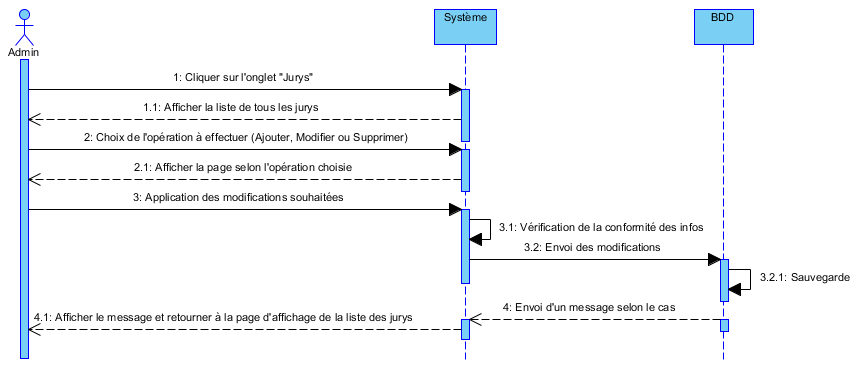 Système
BDD
Admin
1: Cliquer sur l'onglet "Jurys"
1.1: Afficher la liste de tous les jurys
2: Choix de l'opération à effectuer (Ajouter, Modifier ou Supprimer)
2.1: Afficher la page selon l'opération choisie
3: Application des modifications souhaitées
3.1: Vérification de la conformité des infos
3.2: Envoi des modifications
3.2.1: Sauvegarde
4: Envoi d'un message selon le cas
4.1: Afficher le message et retourner à la page d'affichage de la liste des jurys